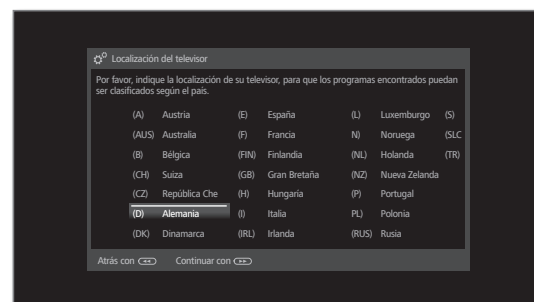 Localización del televisor
Por favor, indique la localización de su televisor, para que los programas encontrados puedan
ser clasificados según el país.
(A) Austria (E) España (L) Luxemburgo (S)
(AUS) Australia (F) Francia N) Noruega (SLC
(B) Bélgica (FIN) Finlandia (NL) Holanda (TR)
(CH) Suiza (GB) Gran Bretaña (NZ) Nueva Zelanda
(CZ) República Che (H) Hungaría (P) Portugal
(D) Alemania (I) Italia PL) Polonia
(DK) Dinamarca (IRL) Irlanda (RUS) Rusia
Atrás con Continuar con